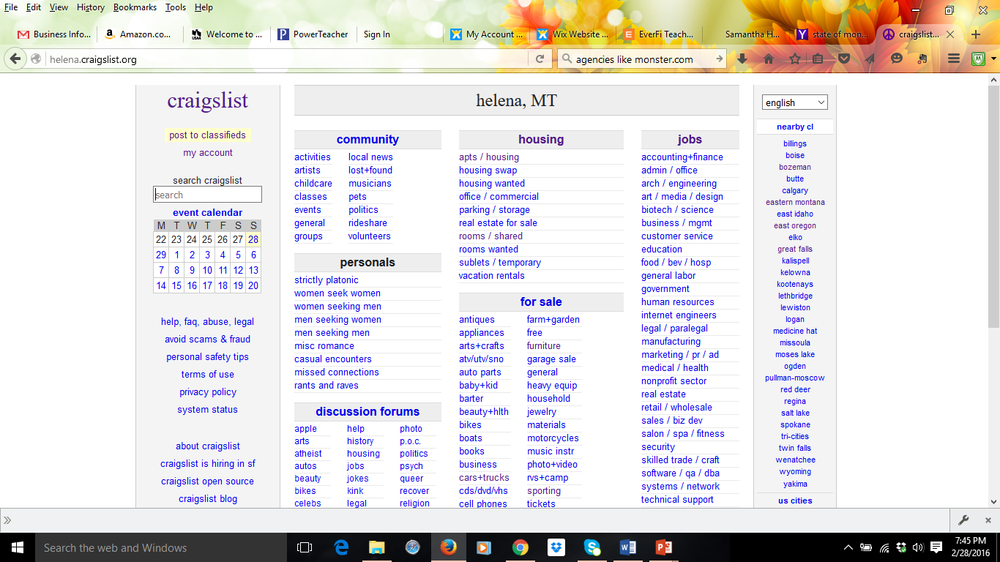 File Edit View History Bookmarks Tools Help
Business Info...
Amazon.co...
Welcome to ...
PowerTeacher
Sign In
My Account ...
Wix Website ...
EverFi Teach...
Samantha H...
state of mon...
craigslist...
helena.craigslist.org
agencies like monster.com
craigslist
post to classifieds
my account
search craigslist
search
event calendar
M T W T F S S
22 23 24 25 26 27 28
29 1 2 3 4 5 6
7 8 9 10 11 12 13
14 15 16 17 18 19 20
help, faq, abuse, legal
avoid scams & fraud
personal safety tips
terms of use
privacy policy
system status
about craigslist
craigslist is hiring in sf
craigslist open source
craigslist blog
helena, MT
community
activities local news
artists lost+found
childcare musicians
classes pets
events politics
general rideshare
groups volunteers
personals
strictly platonic
women seek women
women seeking men
men seeking women
men seeking men
misc romance
casual encounters
missed connections
rants and raves
discussion forums
apple help photo
arts history p.o.c.
atheist housing politics
autos jobs psych
beauty jokes queer
bikes kink recover
celebs legal religion
housing
apts / housing
housing swap
housing wanted
office / commercial
parking / storage
real estate for sale
rooms / shared
rooms wanted
sublets / temporary
vacation rentals
for sale
antiques farm+garden
appliances free
arts+crafts furniture
atv/utv/sno garage sale
auto parts general
baby+kid heavy equip
barter household
beauty+hlth jewelry
bikes materials
boats motorcycles
books music instr
business photo+video
cars+trucks rvs+camp
cds/dvd/vhs sporting
cell phones tickets
jobs
accounting+finance
admin / office
arch / engineering
art / media / design
biotech / science
business / mgmt
customer service
education
food / bev / hosp
general labor
government
human resources
internet engineers
legal / paralegal
manufacturing
marketing / pr / ad
medical / health
nonprofit sector
real estate
retail / wholesale
sales / biz dev
salon / spa / fitness
security
skilled trade / craft
software / qa / dba
systems / network
technical support
english
nearby cl
billings
boise
bozeman
butte
calgary
eastern montana
east idaho
east oregon
elko
great falls
kalispell
kelowna
kootenays
lethbridge
lewiston
logan
medicine hat
missoula
moses lake
ogden
pullman-moscow
red deer
regina
salt lake
spokane
tri-cities
twin falls
wenatchee
wyoming
yakima
us cities
Search the web and Windows
7:45 PM
2/28/2016